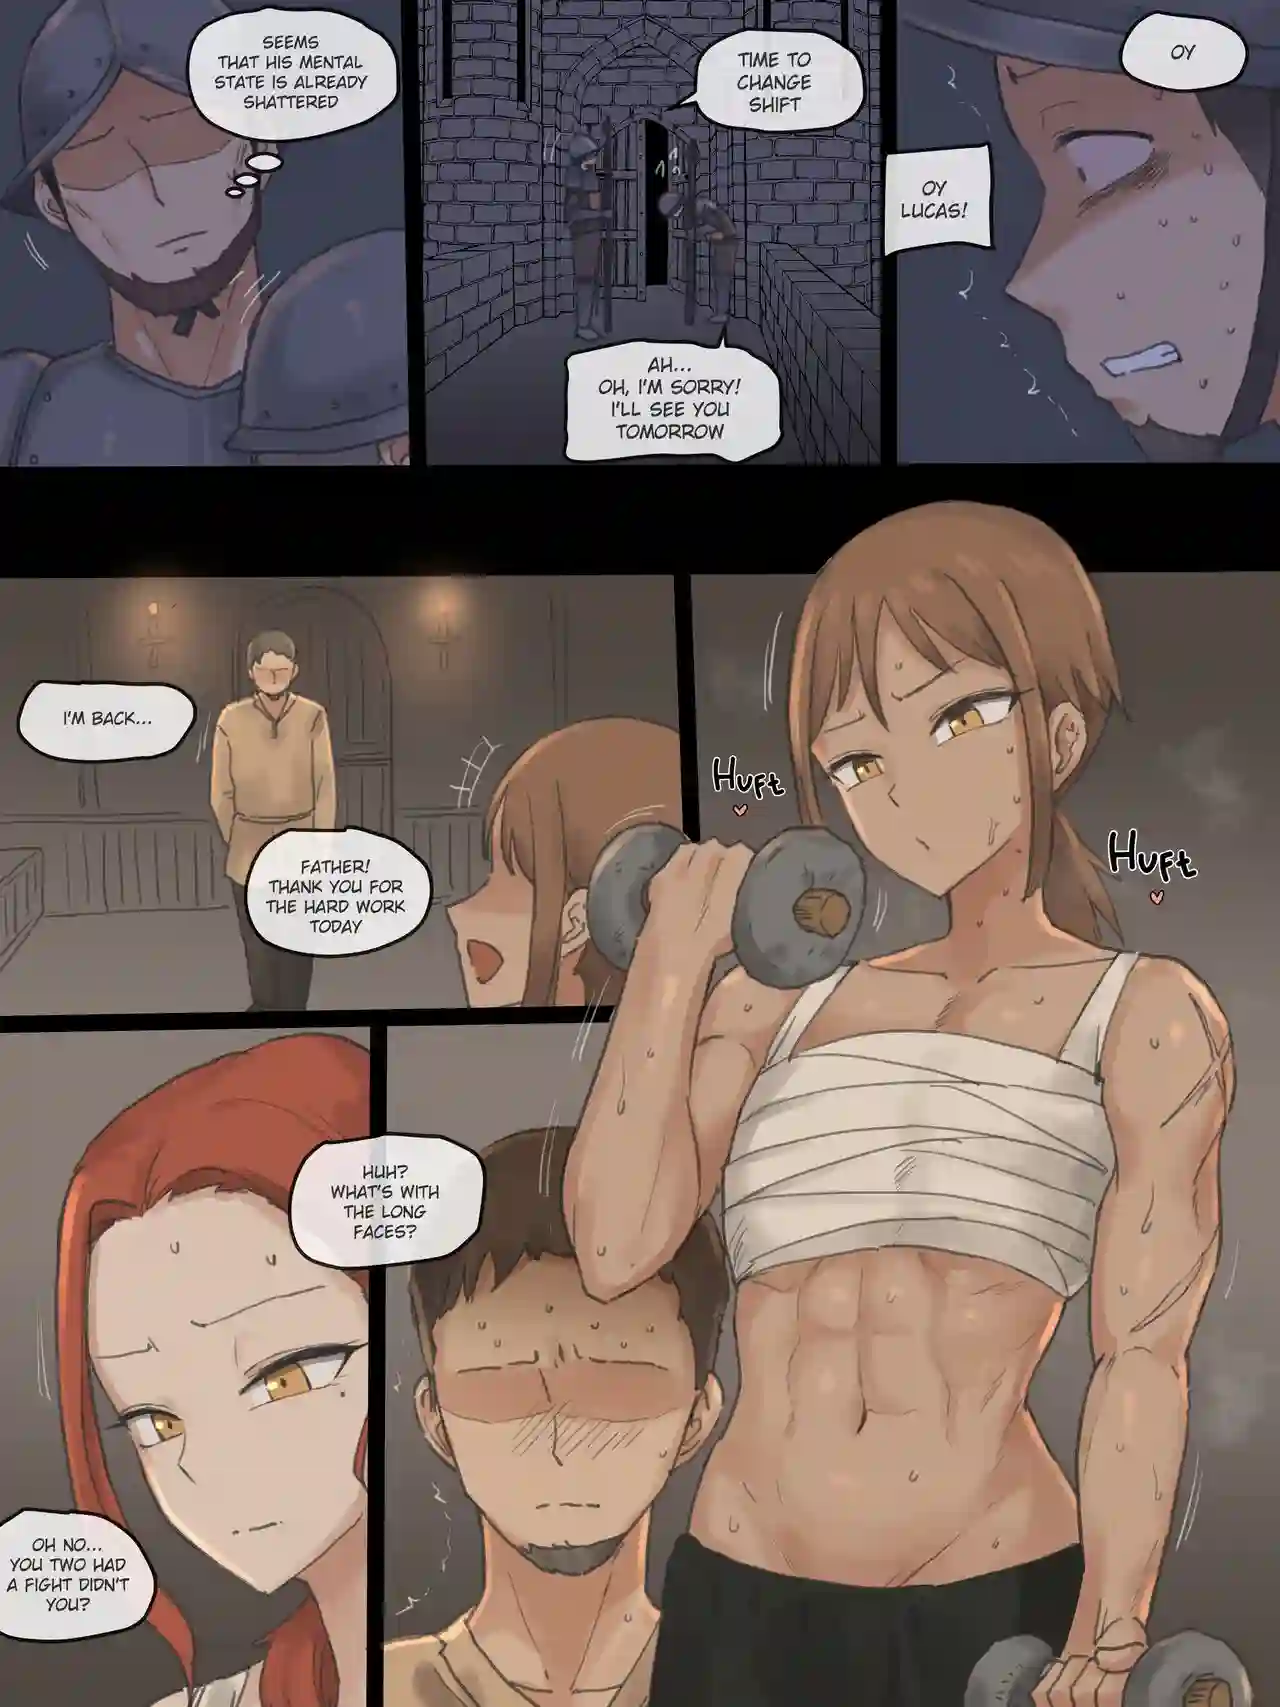 SEEMS
THAT HIS MENTAL
STATE IS ALREADY
SHATTERED
TIME TO
CHANGE
SHIFT
AH...
OH, I'M SORRY!
I'LL SEE YOU
TOMORROW
OY
OY
LUCAS!
I'M BACK...
FATHER!
THANK YOU FOR
THE HARD WORK
TODAY
HUFT
HUFT
HUH?
WHAT'S WITH
THE LONG
FACES?
OH NO...
YOU TWO HAD
A FIGHT DIDN'T
YOU?